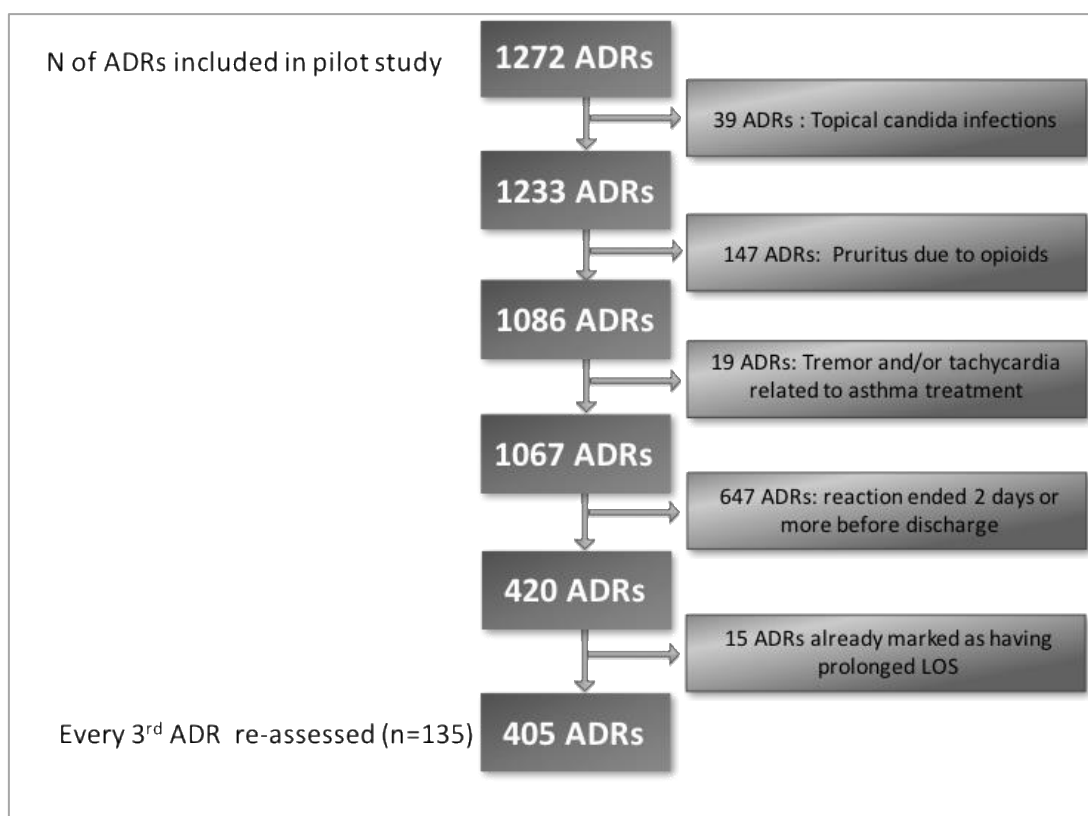 N of ADRs included in pilot study
1272 ADRs
39 ADRs : Topical candida infections
1233 ADRs
147 ADRs: Pruritus due to opioids
1086 ADRs
19 ADRs: Tremor and/or tachycardia
related to asthma treatment
1067 ADRs
647 ADRs: reaction ended 2 days or
more before discharge
420 ADRs
15 ADRs already marked as having
prolonged LOS
Every 3rd ADR re-assessed (n=135)
405 ADRs